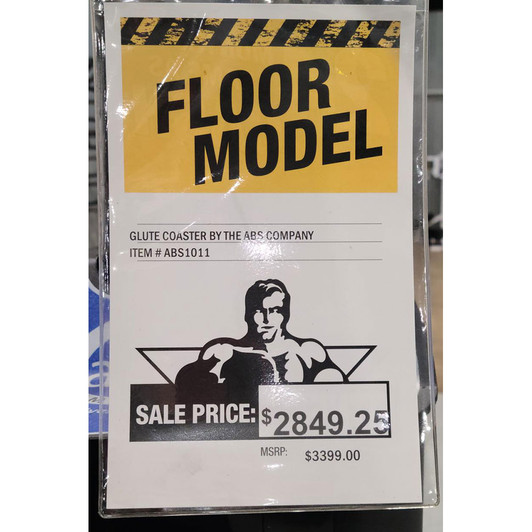 FLOOR
MODEL
GLUTE COASTER BY THE ABS COMPANY
ITEM # ABS1011
SALE PRICE: $2849.25
MSRP: $3399.00